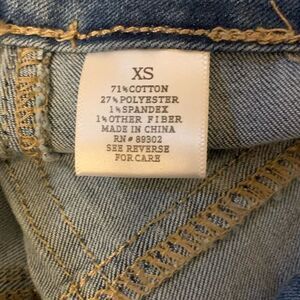 XS
71%COTTON
27%POLYESTER
1%SPANDEX
1%OTHER FIBER
MADE IN CHINA
RN# 89302
SEE REVERSE
FOR CARE